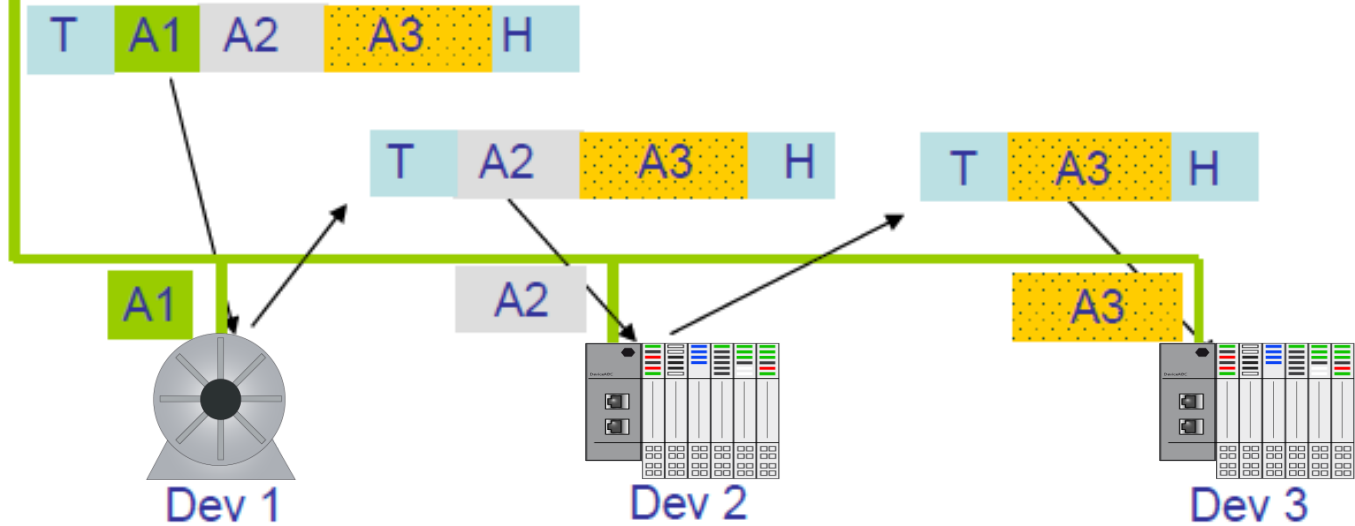 T A1 A2 A3 H
T A2 A3 H
T A3 H
A1
A2
A3
Dev 1
Dev 2
Dev 3